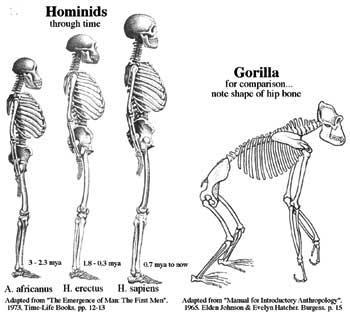 Hominids
through time
Gorilla
for comparison...
note shape of hip bone
3 - 2.3 mya
1.8 - 0.3 mya
0.7 mya to now
A. africanus
H. erectus
H. sapiens
Adapted from "The Emergence of Man: The First Men".
1973, Time-Life Books. pp. 12-13
Adapted from "Manual for Introductory Anthropology".
1965. Elden Johnson & Evelyn Hatcher. Burgess. p. 15